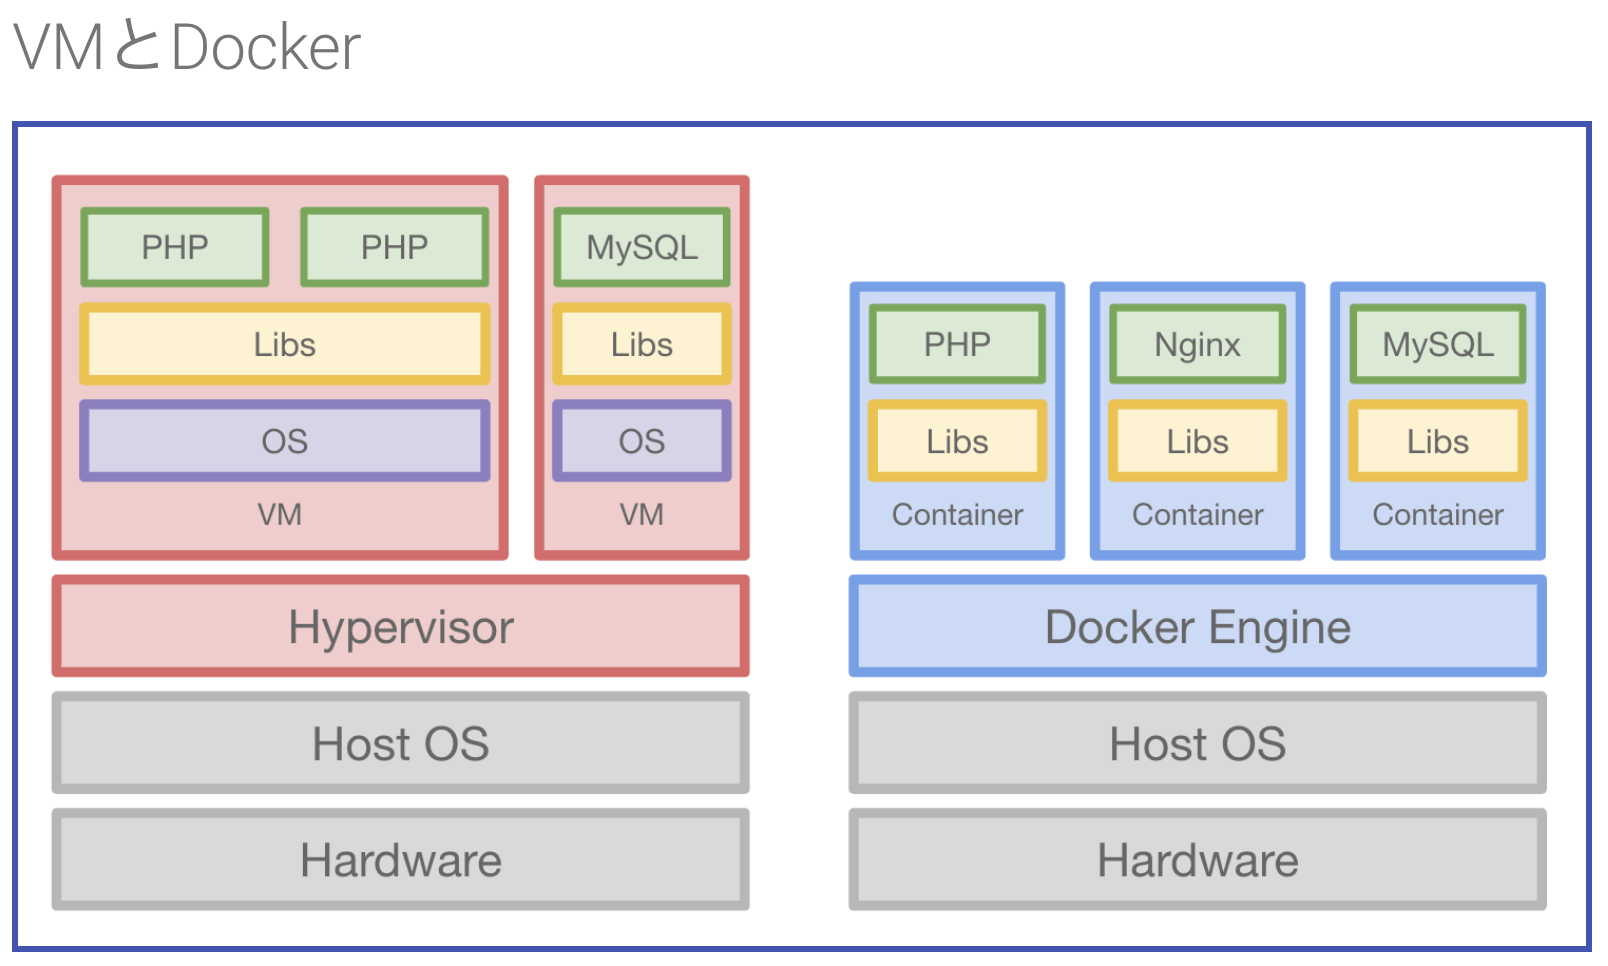 VMとDocker
PHP
PHP
Libs
OS
VM
MySQL
Libs
OS
VM
Hypervisor
Host OS
Hardware
PHP
Libs
Container
Nginx
Libs
Container
MySQL
Libs
Container
Docker Engine
Host OS
Hardware